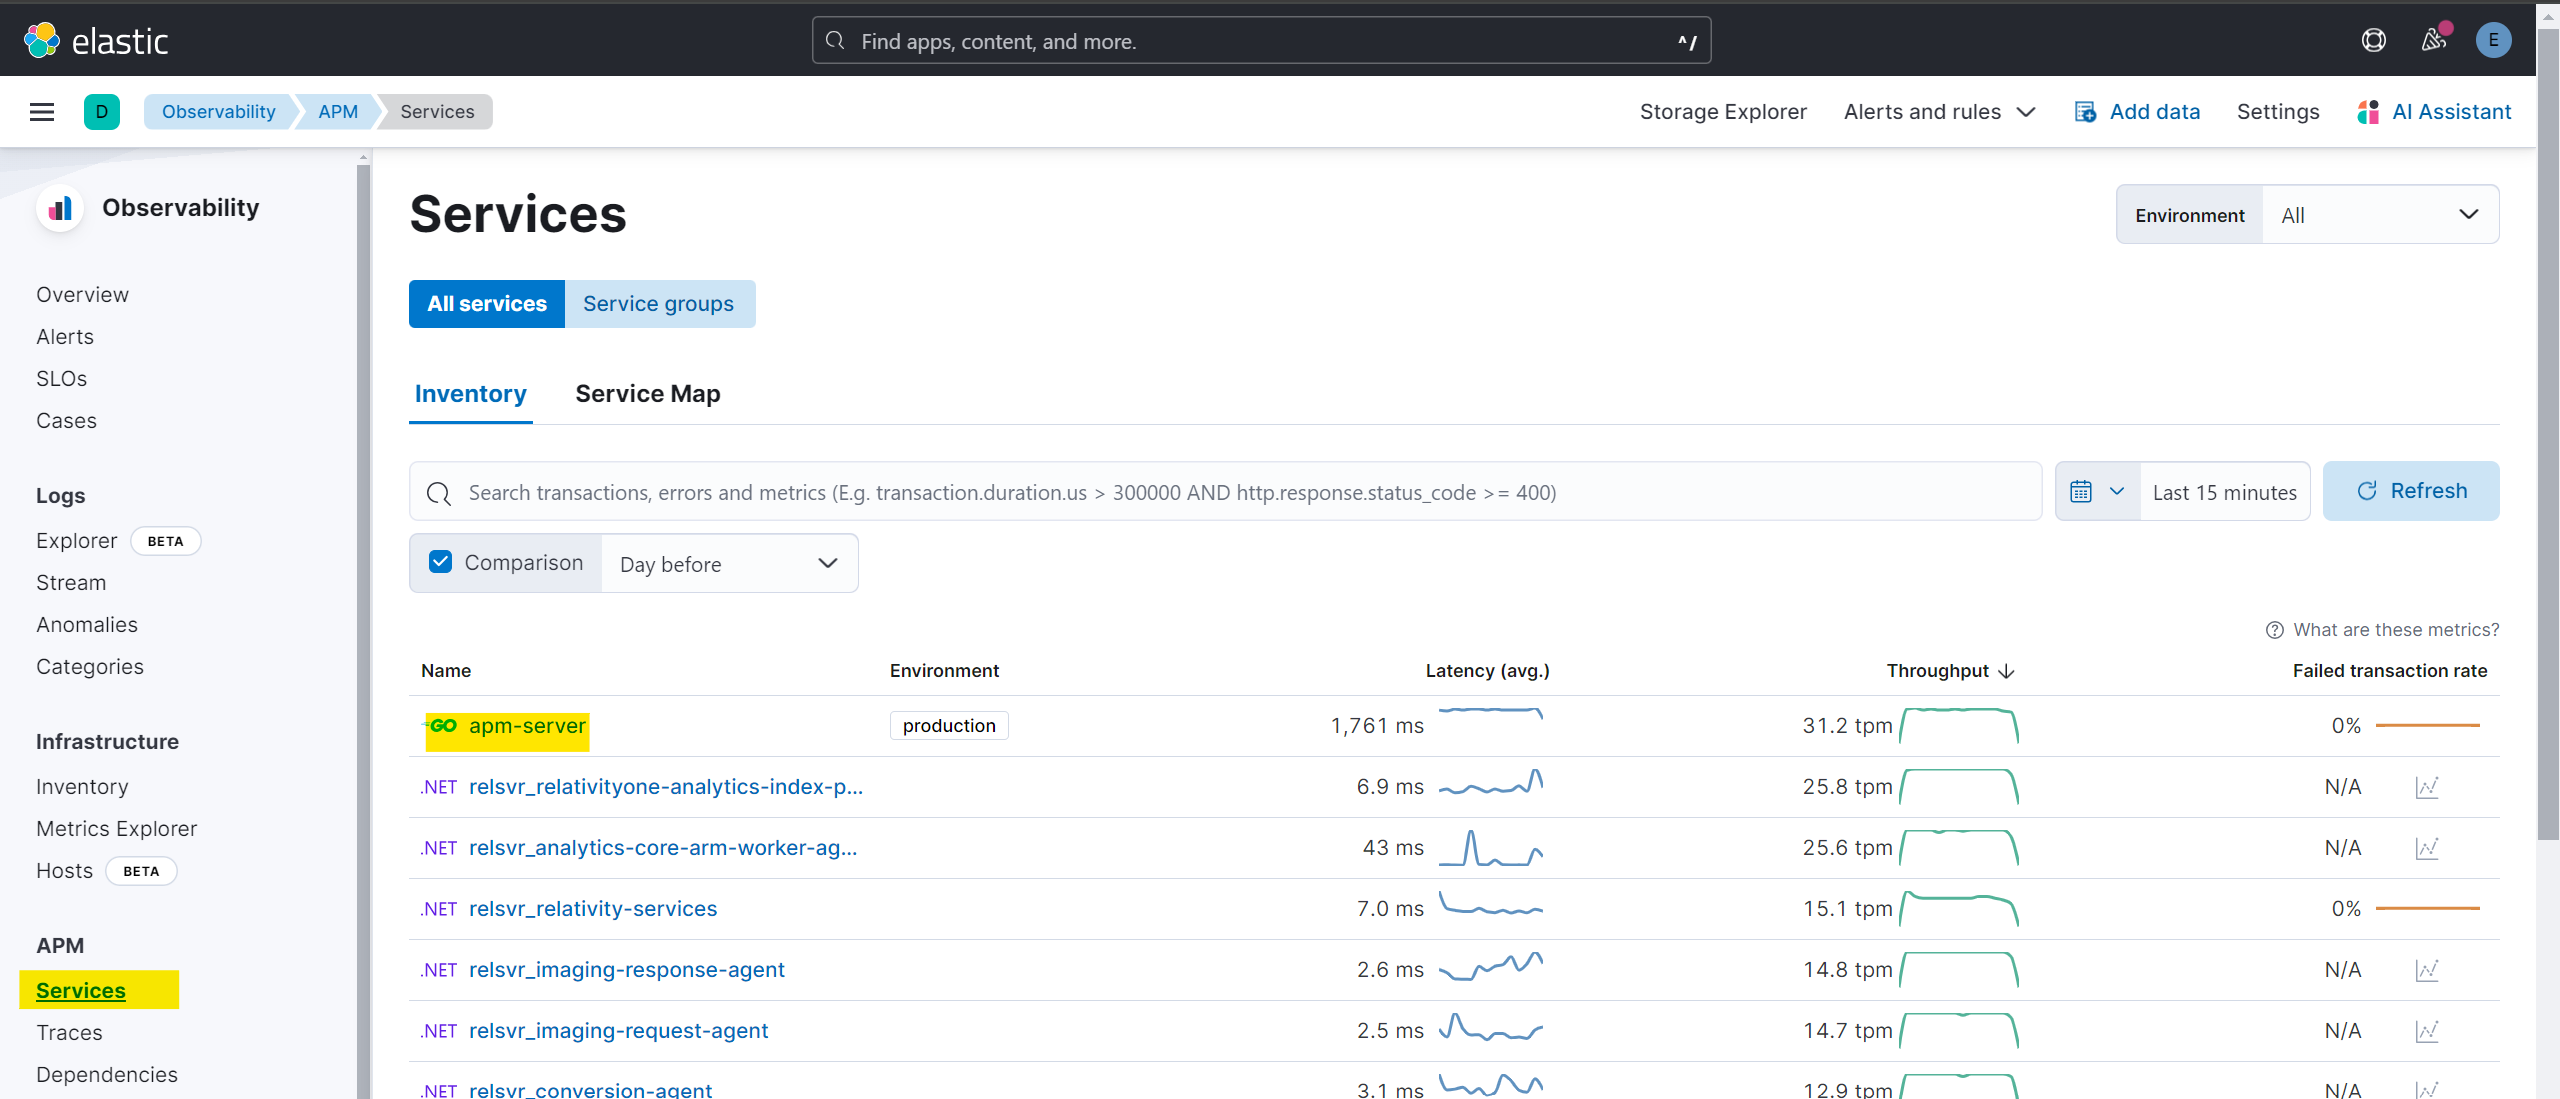 elastic
Find apps, content, and more.
^/
E
D
Observability
APM
Services
Storage Explorer
Alerts and rules
Add data
Settings
AI Assistant
Observability
Overview
Alerts
SLOs
Cases
Logs
Explorer BETA
Stream
Anomalies
Categories
Infrastructure
Inventory
Metrics Explorer
Hosts BETA
APM
Services
Traces
Dependencies
Services
Environment All
All services Service groups
Inventory Service Map
Search transactions, errors and metrics (E.g. transaction.duration.us > 300000 AND http.response.status_code >= 400)
Last 15 minutes
Refresh
Comparison Day before
What are these metrics?
Name Environment Latency (avg.) Throughput Failed transaction rate
GO apm-server production 1,761 ms 31.2 tpm 0%
.NET relsvr_relativityone-analytics-index-p... 6.9 ms 25.8 tpm N/A
.NET relsvr_analytics-core-arm-worker-ag... 43 ms 25.6 tpm N/A
.NET relsvr_relativity-services 7.0 ms 15.1 tpm 0%
.NET relsvr_imaging-response-agent 2.6 ms 14.8 tpm N/A
.NET relsvr_imaging-request-agent 2.5 ms 14.7 tpm N/A
.NET relsvr_conversion-agent 3.1 ms 12.9 tpm N/A